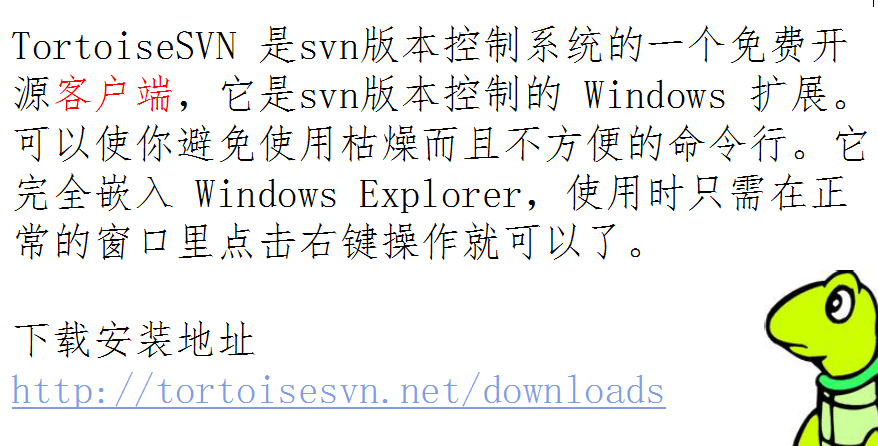 TortoiseSVN 是svn版本控制系统的一个免费开
源客户端，它是svn版本控制的 Windows 扩展。
可以使你避免使用枯燥而且不方便的命令行。它
完全嵌入 Windows Explorer，使用时只需在正
常的窗口里点击右键操作就可以了。
下载安装地址
http://tortoisesvn.net/downloads